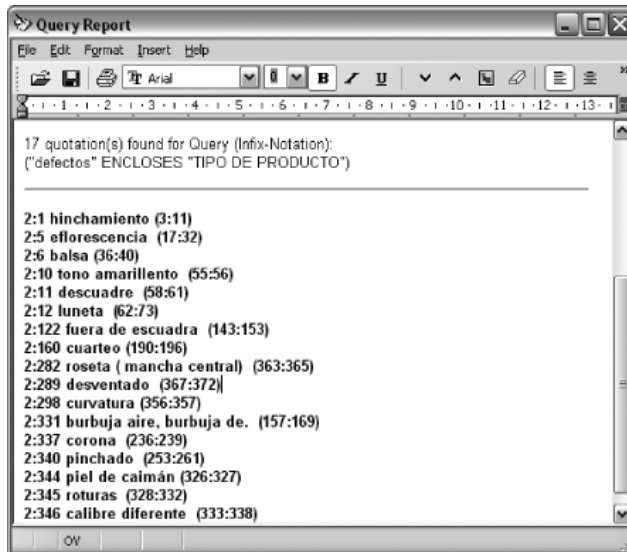 Query Report
File Edit Format Insert Help
Arial B I U
1 2 3 4 5 6 7 8 9 10 11 12 13
17 quotation(s) found for Query (Infix-Notation):
("defectos" ENCLOSES "TIPO DE PRODUCTO")
2:1 hinchamiento (3:11)
2:5 eflorescencia (17:32)
2:6 balsa (36:40)
2:10 tono amarillento (55:56)
2:11 descuadre (58:61)
2:12 luneta (62:73)
2:122 fuera de escuadra (143:153)
2:160 cuarteo (190:196)
2:282 roseta ( mancha central) (363:365)
2:289 desventado (367:372)
2:298 curvatura (356:357)
2:331 burbuja aire, burbuja de. (157:169)
2:337 corona (236:239)
2:340 pinchado (253:261)
2:344 piel de caimán (326:327)
2:345 roturas (328:332)
2:346 calibre diferente (333:338)
OV